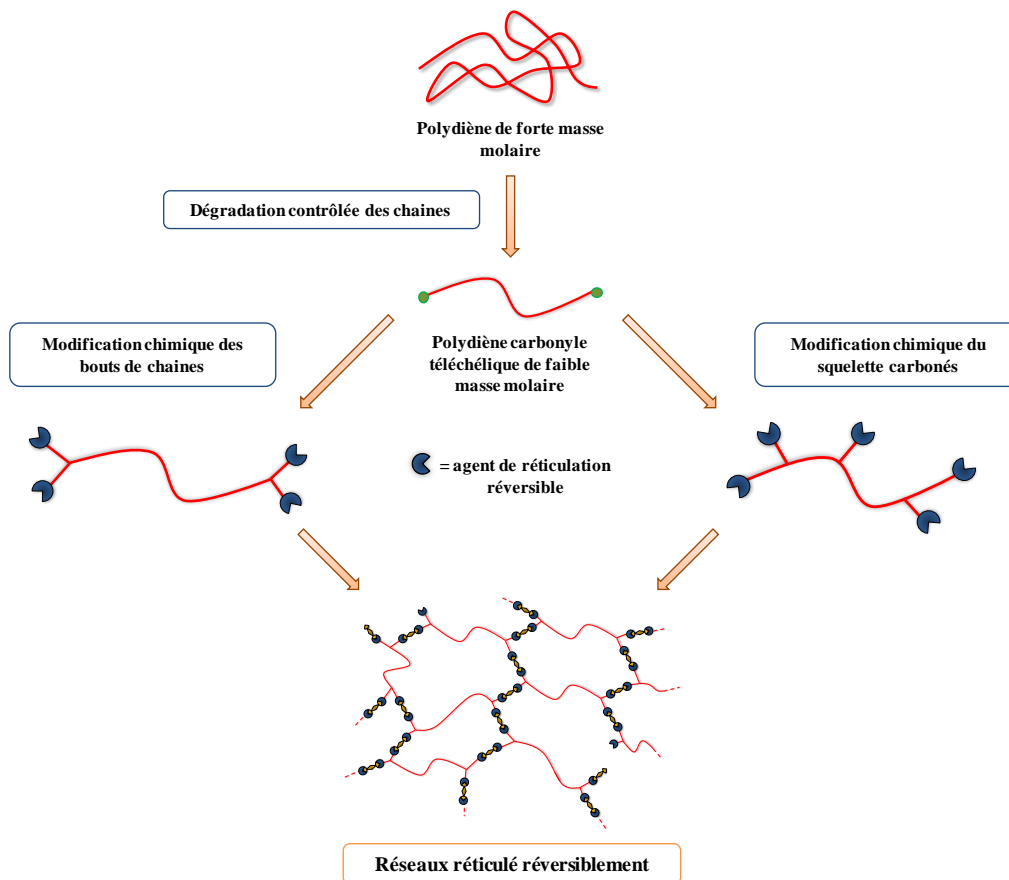 Polydiène de forte masse
molaire
Dégradation contrôlée des chaines
Modification chimique des
bouts de chaines
Polydiène carbonyle
téléchélique de faible
masse molaire
Modification chimique du
squelette carbonés
= agent de réticulation
réversible
Réseaux réticulé réversiblement